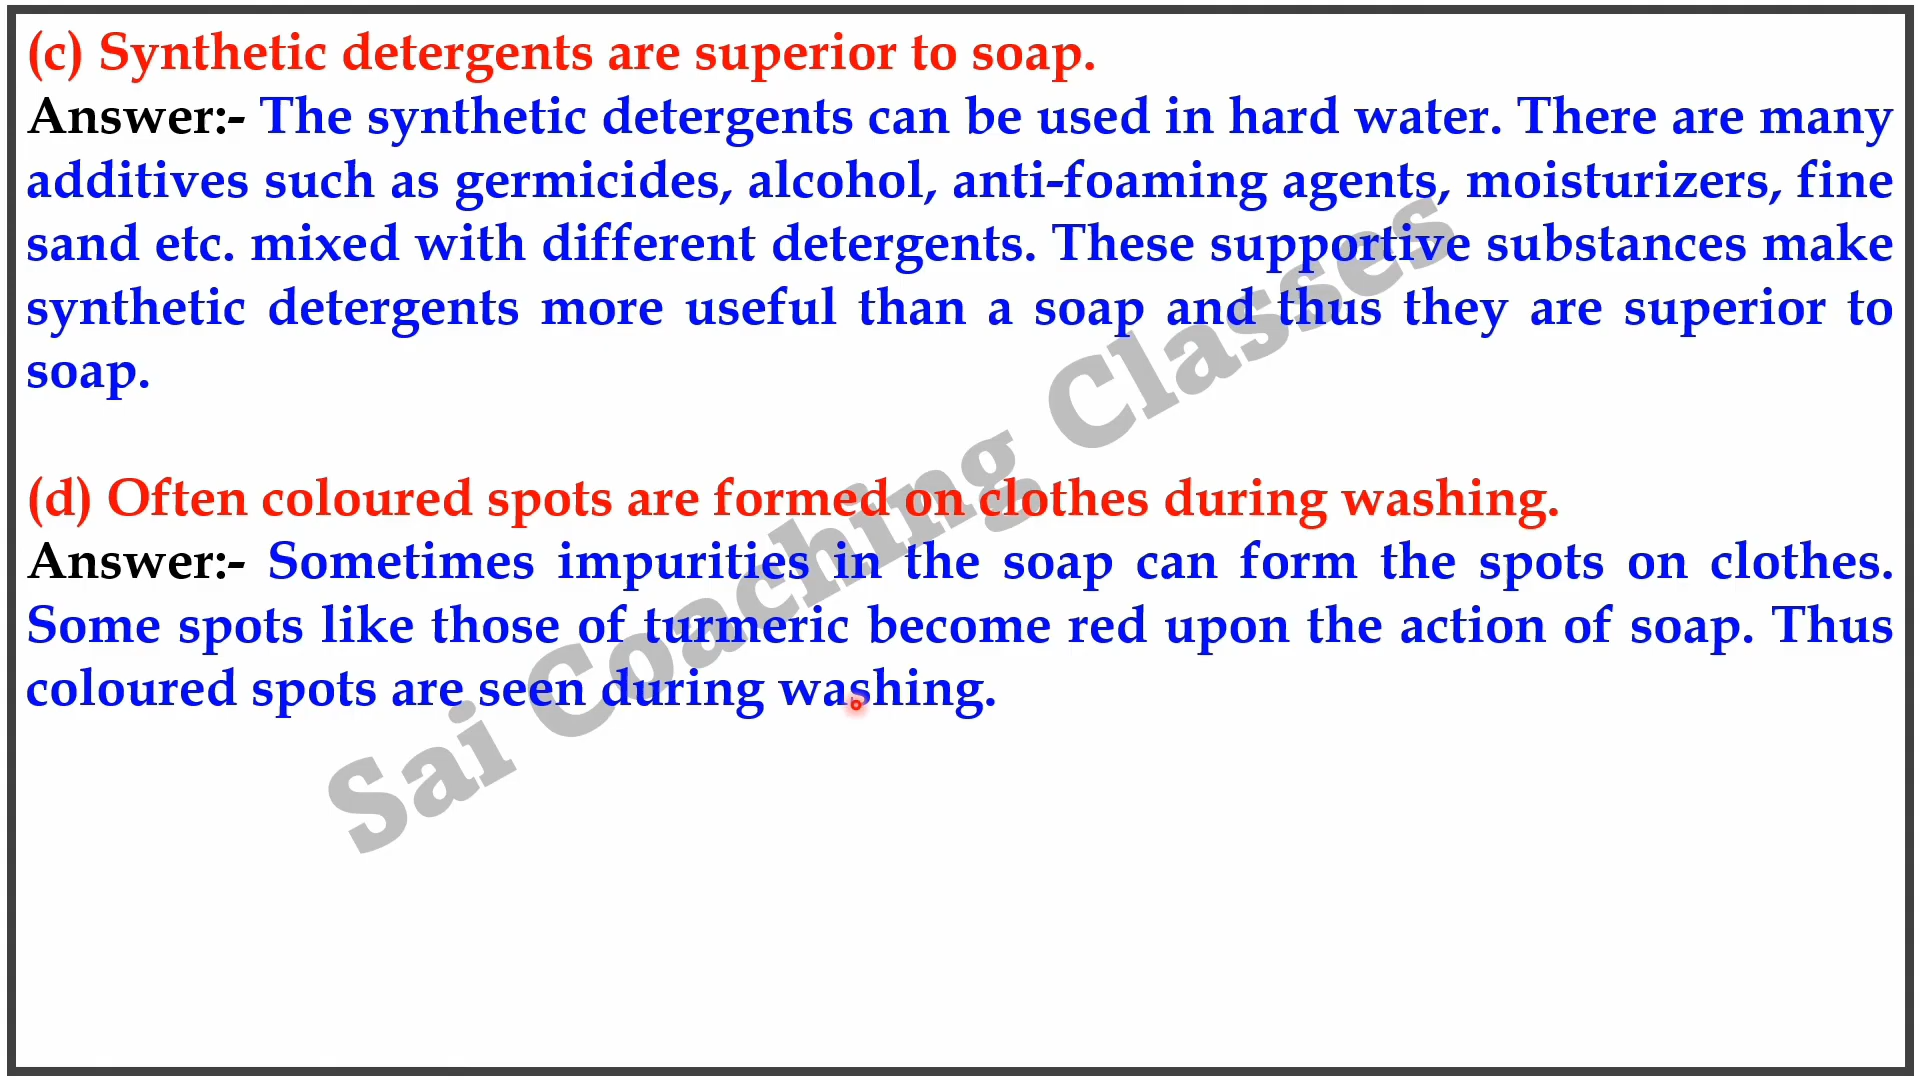 (c) Synthetic detergents are superior to soap.
Answer:- The synthetic detergents can be used in hard water. There are many
additives such as germicides, alcohol, anti-foaming agents, moisturizers, fine
sand etc. mixed with different detergents. These supportive substances make
synthetic detergents more useful than a soap and thus they are superior to
soap.
(d) Often coloured spots are formed on clothes during washing.
Answer:- Sometimes impurities in the soap can form the spots on clothes.
Some spots like those of turmeric become red upon the action of soap. Thus
coloured spots are seen during washing.
Sai Coaching Classes